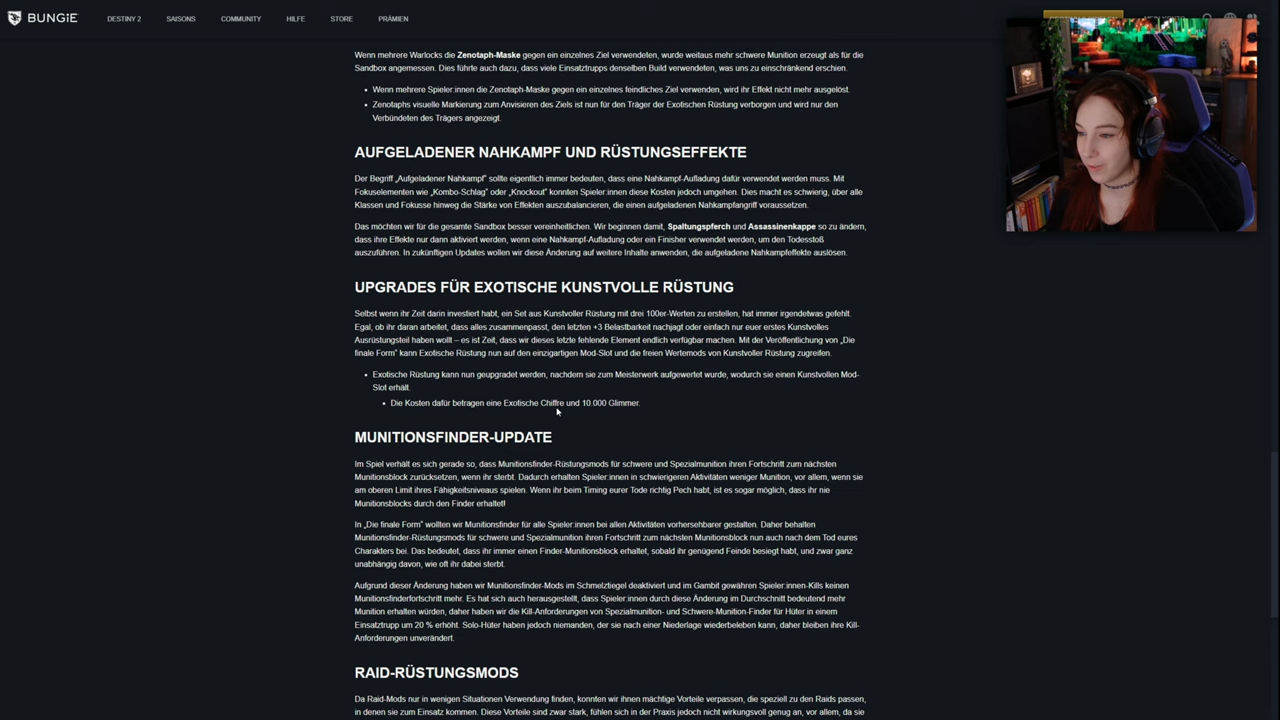 BUNGiE DESTINY 2 SAISONS COMMUNITY HILFE STORE PRÄMIEN
Wenn mehrere Warlocks die Zenotaph-Maske gegen ein einzelnes Ziel verwendeten, wurde weitaus mehr schwere Munition erzeugt als für die
Sandbox angemessen. Dies führte auch dazu, dass viele Einsatztrupps denselben Build verwendeten, was uns zu einschränkend erschien.
• Wenn mehrere Spieler:innen die Zenotaph-Maske gegen ein einzelnes feindliches Ziel verwenden, wird ihr Effekt nicht mehr ausgelöst.
• Zenotaphs visuelle Markierung zum Anvisieren des Ziels ist nun für den Träger der Exotischen Rüstung verborgen und wird nur den
Verbündeten des Trägers angezeigt.
AUFGELADENER NAHKAMPF UND RÜSTUNGSEFFEKTE
Der Begriff „Aufgeladener Nahkampf" sollte eigentlich immer bedeuten, dass eine Nahkampf-Aufladung dafür verwendet werden muss. Mit
Fokuselementen wie „Kombo-Schlag" oder „Knockout" konnten Spieler:innen diese Kosten jedoch umgehen. Dies macht es schwierig, über alle
Klassen und Fokusse hinweg die Stärke von Effekten auszubalancieren, die einen aufgeladenen Nahkampfangriff voraussetzen.
Das möchten wir für die gesamte Sandbox besser vereinheitlichen. Wir beginnen damit, Spaltungspferch und Assassinenkappe so zu ändern,
dass ihre Effekte nur dann aktiviert werden, wenn eine Nahkampf-Aufladung oder ein Finisher verwendet werden, um den Todesstoß
auszuführen. In zukünftigen Updates wollen wir diese Änderung auf weitere Inhalte anwenden, die aufgeladene Nahkampfeffekte auslösen.
UPGRADES FÜR EXOTISCHE KUNSTVOLLE RÜSTUNG
Selbst wenn ihr Zeit darin investiert habt, ein Set aus Kunstvoller Rüstung mit drei 100er-Werten zu erstellen, hat immer irgendetwas gefehlt.
Egal, ob ihr daran arbeitet, dass alles zusammenpasst, den letzten +3 Belastbarkeit nachjagt oder einfach nur euer erstes Kunstvolles
Ausrüstungsteil haben wollt – es ist Zeit, dass wir dieses letzte fehlende Element endlich verfügbar machen. Mit der Veröffentlichung von „Die
finale Form" kann Exotische Rüstung nun auf den einzigartigen Mod-Slot und die freien Wertemods von Kunstvoller Rüstung zugreifen.
• Exotische Rüstung kann nun geupgradet werden, nachdem sie zum Meisterwerk aufgewertet wurde, wodurch sie einen Kunstvollen Mod-
Slot erhält.
• Die Kosten dafür betragen eine Exotische Chiffre und 10.000 Glimmer.
MUNITIONSFINDER-UPDATE
Im Spiel verhält es sich gerade so, dass Munitionsfinder-Rüstungsmods für schwere und Spezialmunition ihren Fortschritt zum nächsten
Munitionsblock zurücksetzen, wenn ihr sterbt. Dadurch erhalten Spieler:innen in schwierigeren Aktivitäten weniger Munition, vor allem, wenn sie
am oberen Limit ihres Fähigkeitsniveaus spielen. Wenn ihr beim Timing eurer Tode richtig Pech habt, ist es sogar möglich, dass ihr nie
Munitionsblocks durch den Finder erhaltet!
In „Die finale Form" wollten wir Munitionsfinder für alle Spieler:innen bei allen Aktivitäten vorhersehbarer gestalten. Daher behalten
Munitionsfinder-Rüstungsmods für schwere und Spezialmunition ihren Fortschritt zum nächsten Munitionsblock nun auch nach dem Tod eures
Charakters bei. Das bedeutet, dass ihr immer einen Finder-Munitionsblock erhaltet, sobald ihr genügend Feinde besiegt habt, und zwar ganz
unabhängig davon, wie oft ihr dabei sterbt.
Aufgrund dieser Änderung haben wir Munitionsfinder-Mods im Schmelztiegel deaktiviert und im Gambit gewähren Spieler:innen-Kills keinen
Munitionsfinderfortschritt mehr. Es hat sich auch herausgestellt, dass Spieler:innen durch diese Änderung im Durchschnitt bedeutend mehr
Munition erhalten würden, daher haben wir die Kill-Anforderungen von Spezialmunition- und Schwere-Munition-Finder für Hüter in einem
Einsatztrupp um 20 % erhöht. Solo-Hüter haben jedoch niemanden, der sie nach einer Niederlage wiederbeleben kann, daher bleiben ihre Kill-
Anforderungen unverändert.
RAID-RÜSTUNGSMODS
Da Raid-Mods nur in wenigen Situationen Verwendung finden, konnten wir ihnen mächtige Vorteile verpassen, die speziell zu den Raids passen,
in denen sie zum Einsatz kommen. Diese Vorteile sind zwar stark, fühlen sich in der Praxis jedoch nicht wirkungsvoll genug an, vor allem, da sie